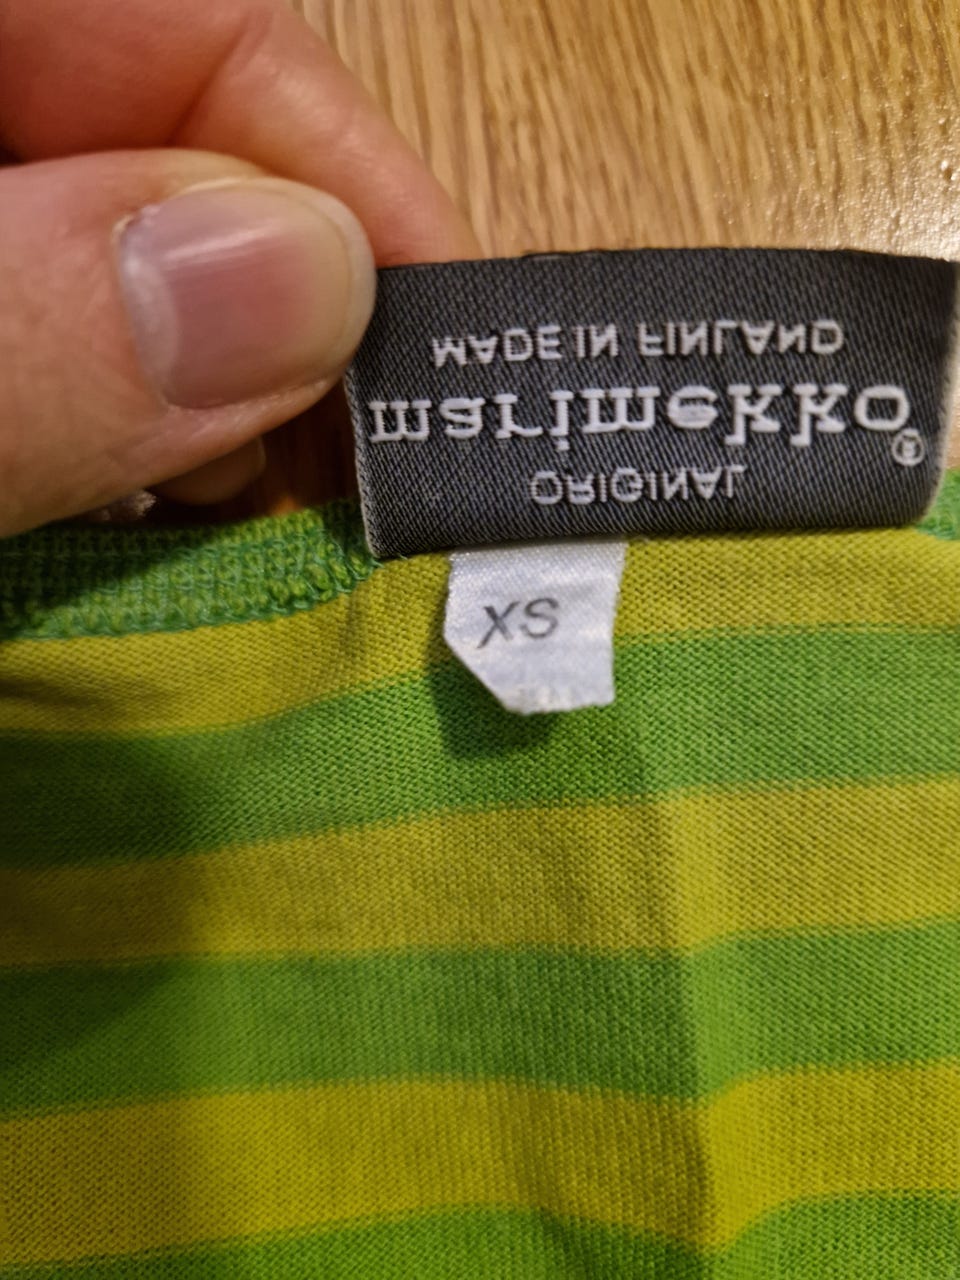 ORIGINAL
marimekko®
MADE IN FINLAND
XS